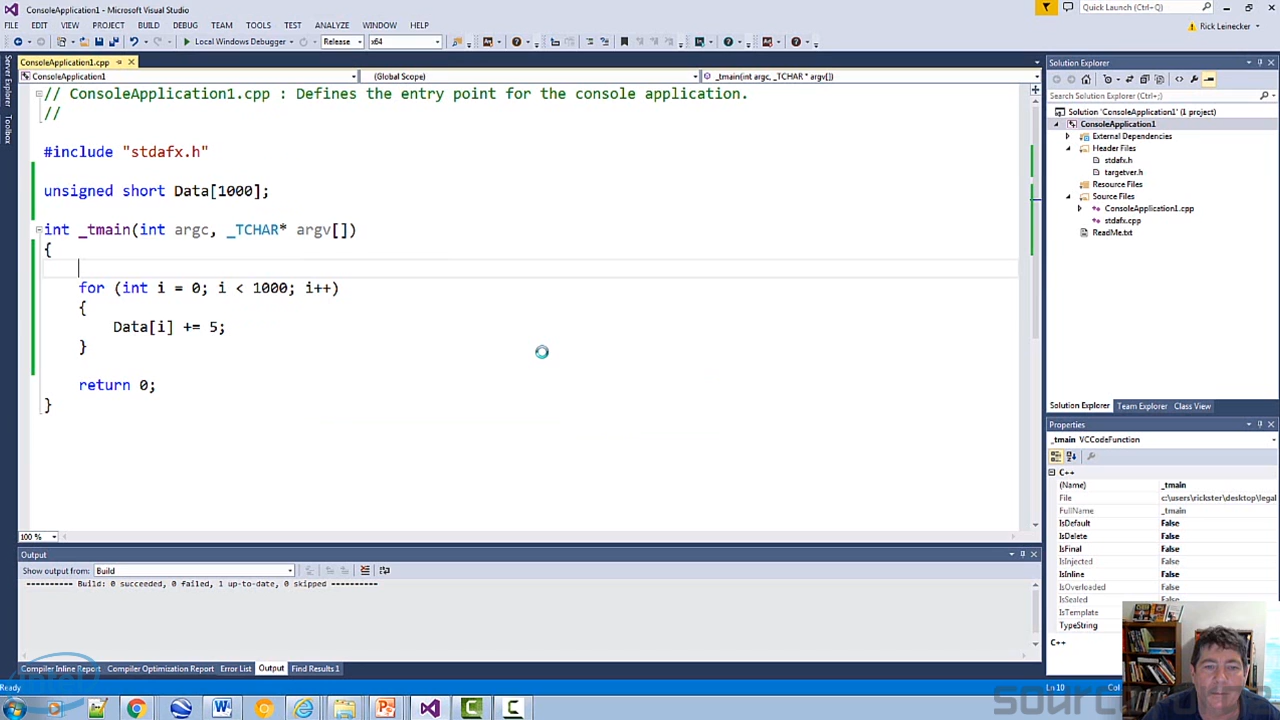 ConsoleApplication1 - Microsoft Visual Studio
Quick Launch (Ctrl+Q)
FILE EDIT VIEW PROJECT BUILD DEBUG TEAM TOOLS TEST ANALYZE WINDOW HELP
Rick Leinecker
Local Windows Debugger Release x64
ConsoleApplication1.cpp
ConsoleApplication1 (Global Scope) _tmain(int argc, _TCHAR * argv[])
// ConsoleApplication1.cpp : Defines the entry point for the console application.
//
#include "stdafx.h"
unsigned short Data[1000];
int _tmain(int argc, _TCHAR* argv[])
{
for (int i = 0; i < 1000; i++)
{
Data[i] += 5;
}
return 0;
}
100 %
Server Explorer
Toolbox
Solution Explorer
Search Solution Explorer (Ctrl+;)
Solution 'ConsoleApplication1' (1 project)
ConsoleApplication1
External Dependencies
Header Files
stdafx.h
targetver.h
Resource Files
Source Files
ConsoleApplication1.cpp
stdafx.cpp
ReadMe.txt
Solution Explorer Team Explorer Class View
Properties
_tmain VCCodeFunction
C++
(Name) _tmain
File c:\users\rickster\desktop\legal
FullName _tmain
IsDefault False
IsDelete False
IsFinal False
IsInjected False
IsInline False
IsOverloaded False
IsSealed False
IsTemplate
TypeString
C++
Output
Show output from: Build
========== Build: 0 succeeded, 0 failed, 1 up-to-date, 0 skipped ==========
Compiler Inline Report Compiler Optimization Report Error List Output Find Results 1
Ready Ln 10 Col